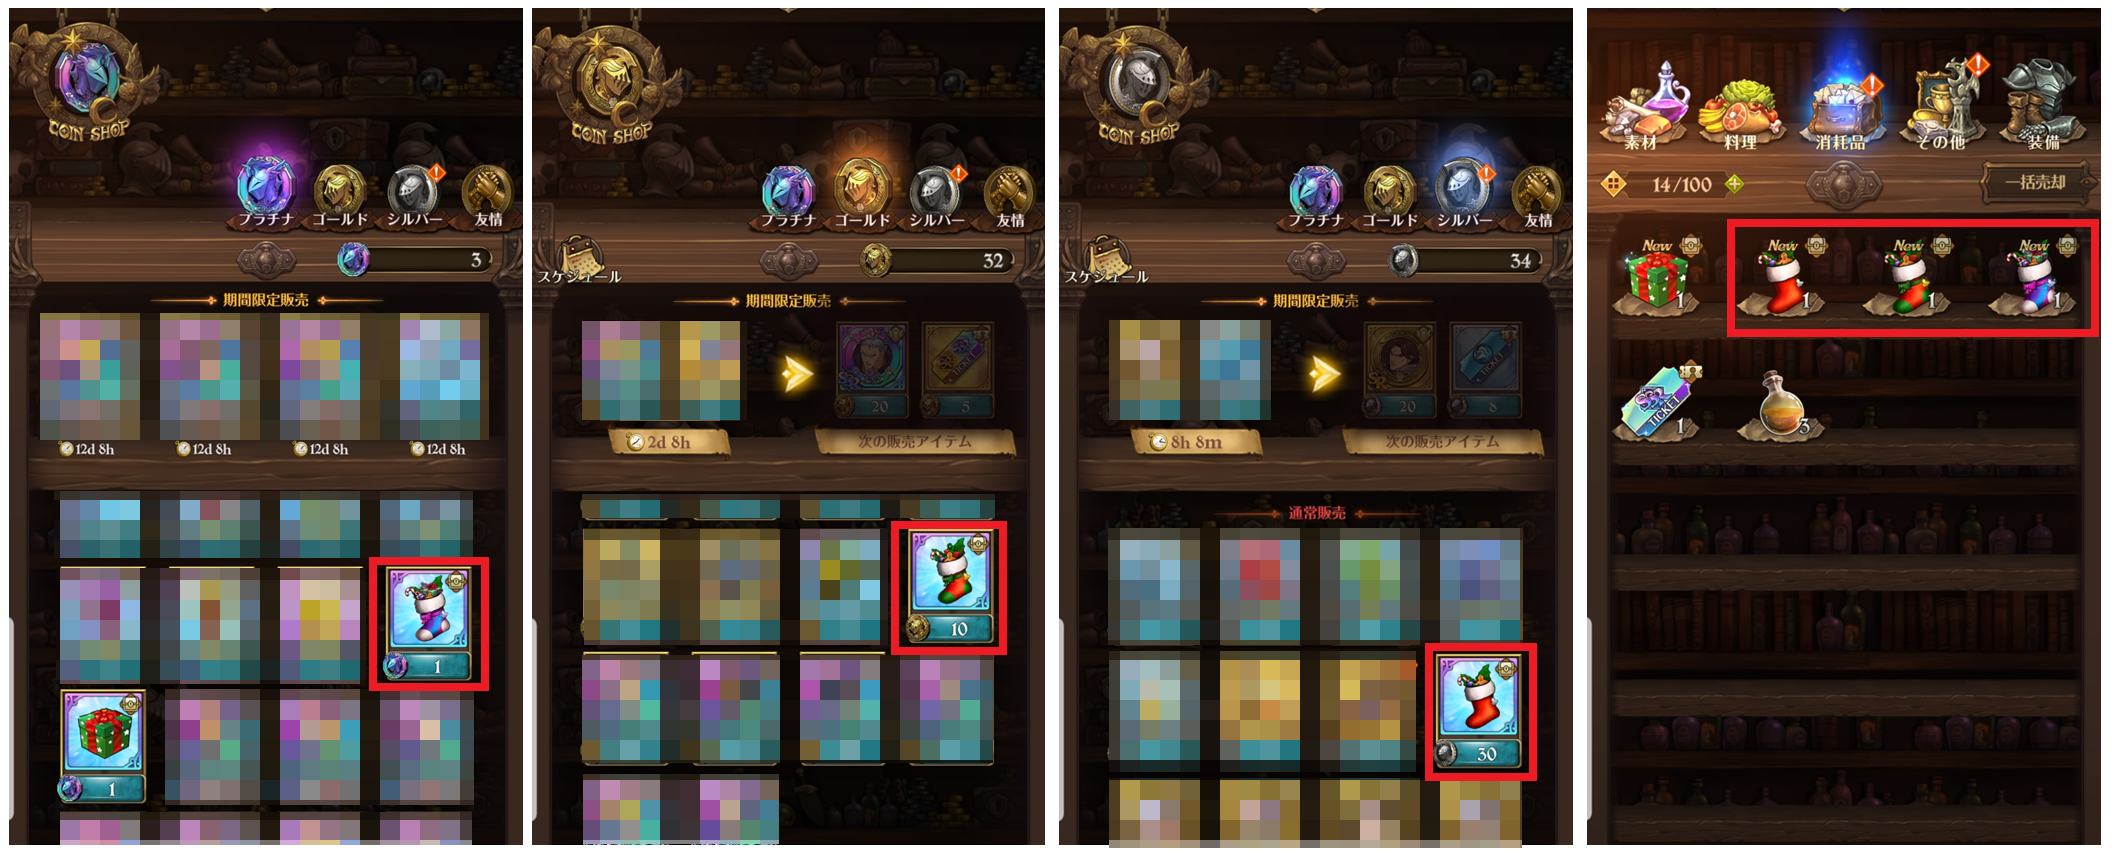 COIN SHOP
プラチナ ゴールド シルバー 友情
3
期間限定販売
12d 8h 12d 8h 12d 8h 12d 8h
1
1
COIN SHOP
プラチナ ゴールド シルバー 友情
スケジュール
32
期間限定販売
20 5
2d 8h 次の販売アイテム
10
COIN SHOP
プラチナ ゴールド シルバー 友情
スケジュール
34
期間限定販売
20 8
8h 8m 次の販売アイテム
通常販売
30
素材 料理 消耗品 その他 装備
14/100 一括売却
New New New New
1 1 1 1
TICKET
1 3